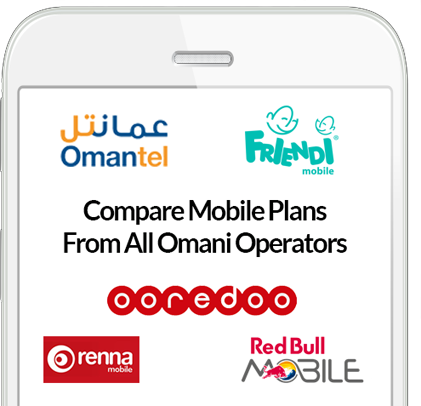 عمانتل
Omantel
FRiENDi®
mobile
Compare Mobile Plans
From All Omani Operators
ooredoo
renna
mobile
Red Bull
MOBILE